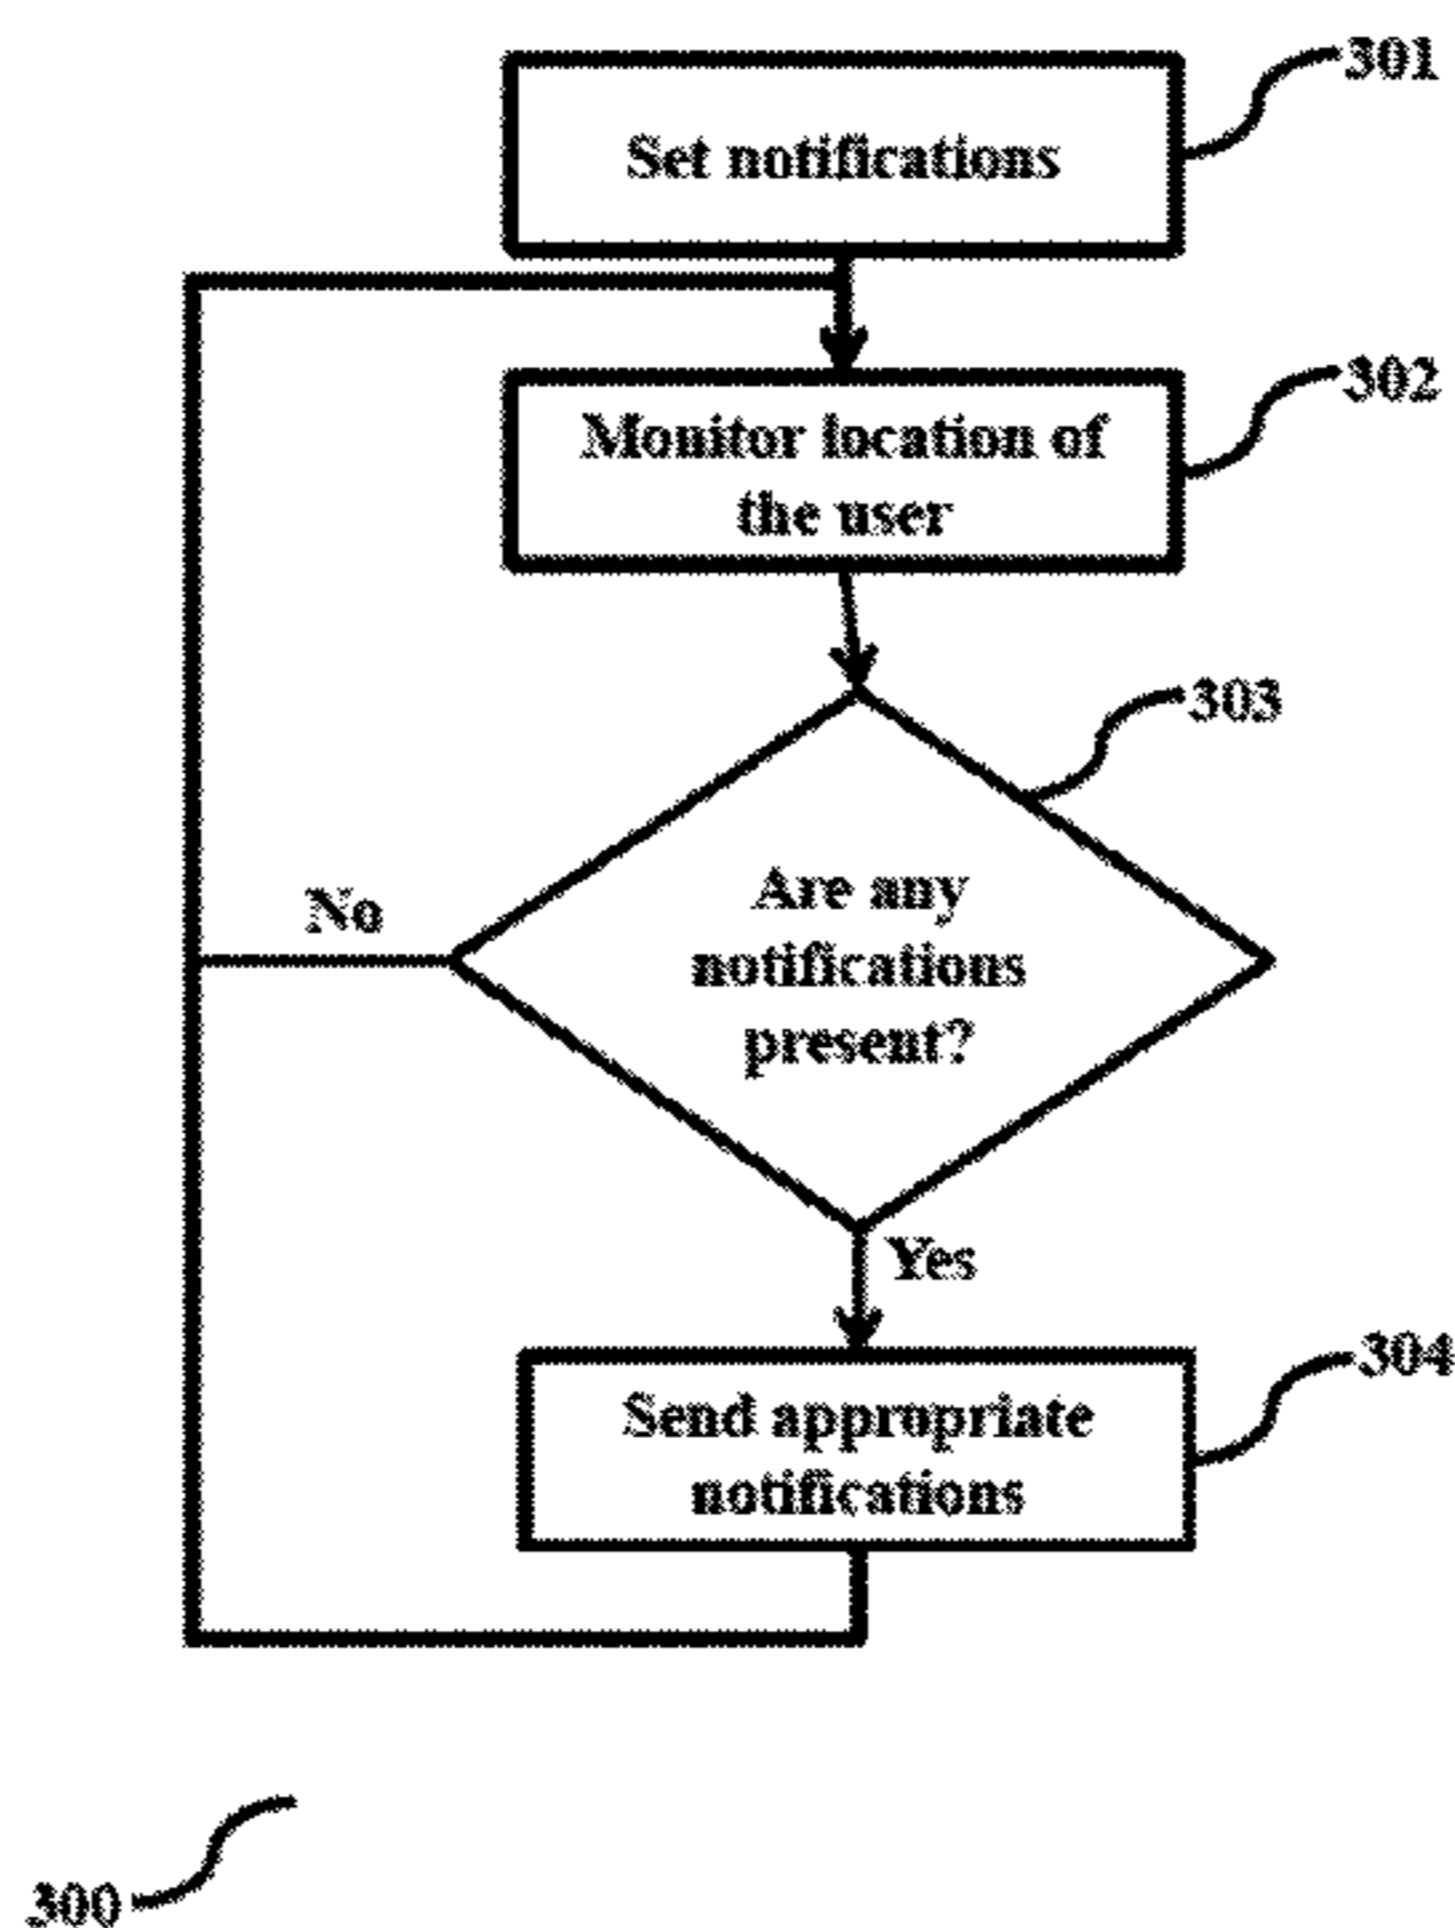 301
Set notifications
302
Monitor location of
the user
303
Are any
notifications
present?
No
Yes
304
Send appropriate
notifications
300